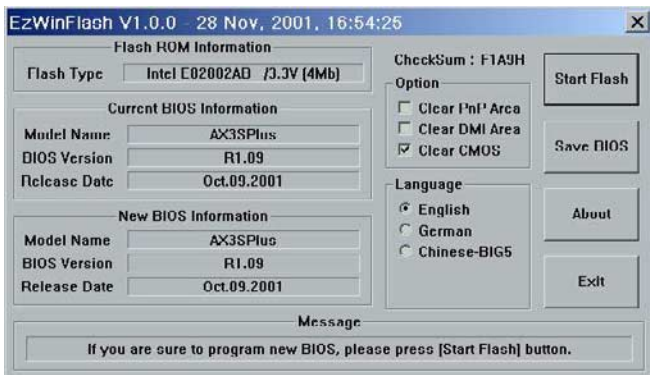 EzWinFlash V1.0.0 - 28 Nov, 2001, 16:54:25
Flash ROM Information
Flash Type Intel E82802AB /3.3V (4Mb)
Current BIOS Information
Model Name AX3SPlus
BIOS Version R1.09
Release Date Oct.09.2001
New BIOS Information
Model Name AX3SPlus
BIOS Version R1.09
Release Date Oct.09.2001
CheckSum : F1A9H
Option
Clear PnP Area
Clear DMI Area
Clear CMOS
Language
English
German
Chinese-BIG5
Start Flash
Save BIOS
About
Exit
Message
If you are sure to program new BIOS, please press [Start Flash] button.